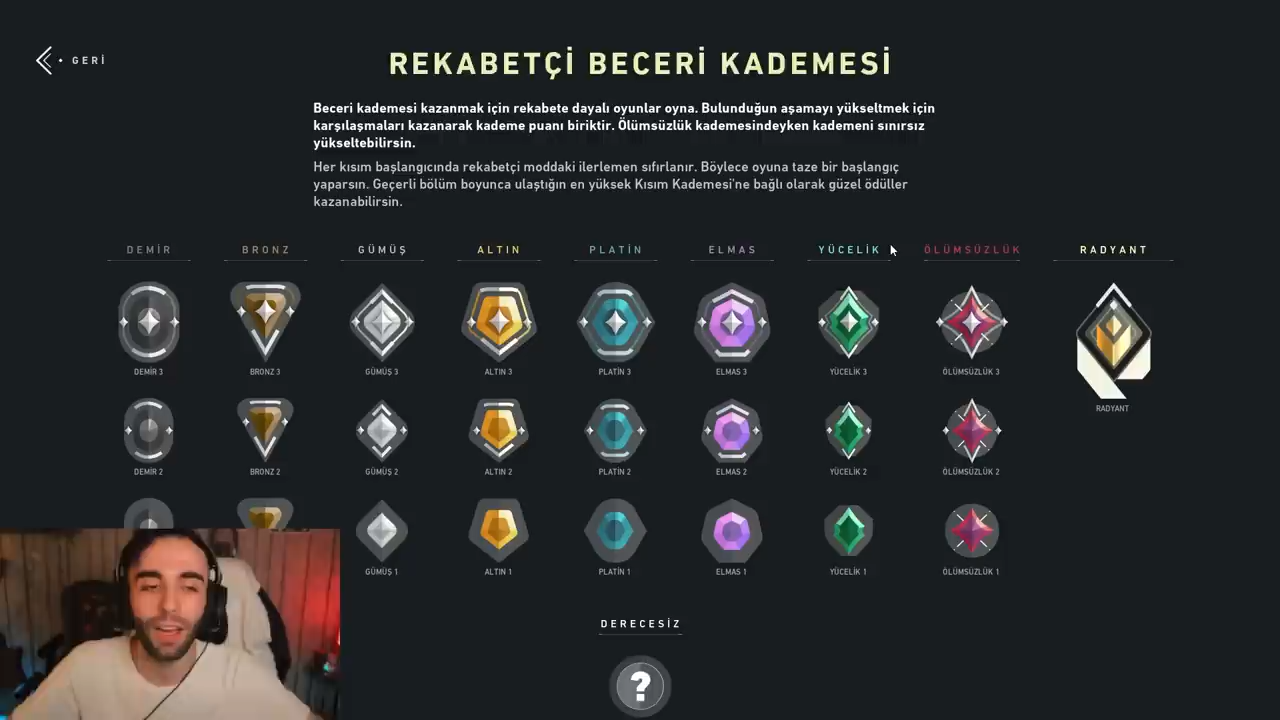 GERİ
REKABETÇİ BECERİ KADEMESİ
Beceri kademesi kazanmak için rekabete dayalı oyunlar oyna. Bulunduğun aşamayı yükseltmek için
karşılaşmaları kazanarak kademe puanı biriktir. Ölümsüzlük kademesindeyken kademeni sınırsız
yükseltebilirsin.
Her kısım başlangıcında rekabetçi moddaki ilerlemen sıfırlanır. Böylece oyuna taze bir başlangıç
yaparsın. Geçerli bölüm boyunca ulaştığın en yüksek Kısım Kademesi'ne bağlı olarak güzel ödüller
kazanabilirsin.
DEMİR BRONZ GÜMÜŞ ALTIN PLATİN ELMAS YÜCELİK ÖLÜMSÜZLÜK RADYANT
DEMİR 3 BRONZ 3 GÜMÜŞ 3 ALTIN 3 PLATİN 3 ELMAS 3 YÜCELİK 3 ÖLÜMSÜZLÜK 3
RADYANT
DEMİR 2 BRONZ 2 GÜMÜŞ 2 ALTIN 2 PLATİN 2 ELMAS 2 YÜCELİK 2 ÖLÜMSÜZLÜK 2
GÜMÜŞ 1 ALTIN 1 PLATİN 1 ELMAS 1 YÜCELİK 1 ÖLÜMSÜZLÜK 1
DERECESİZ
?